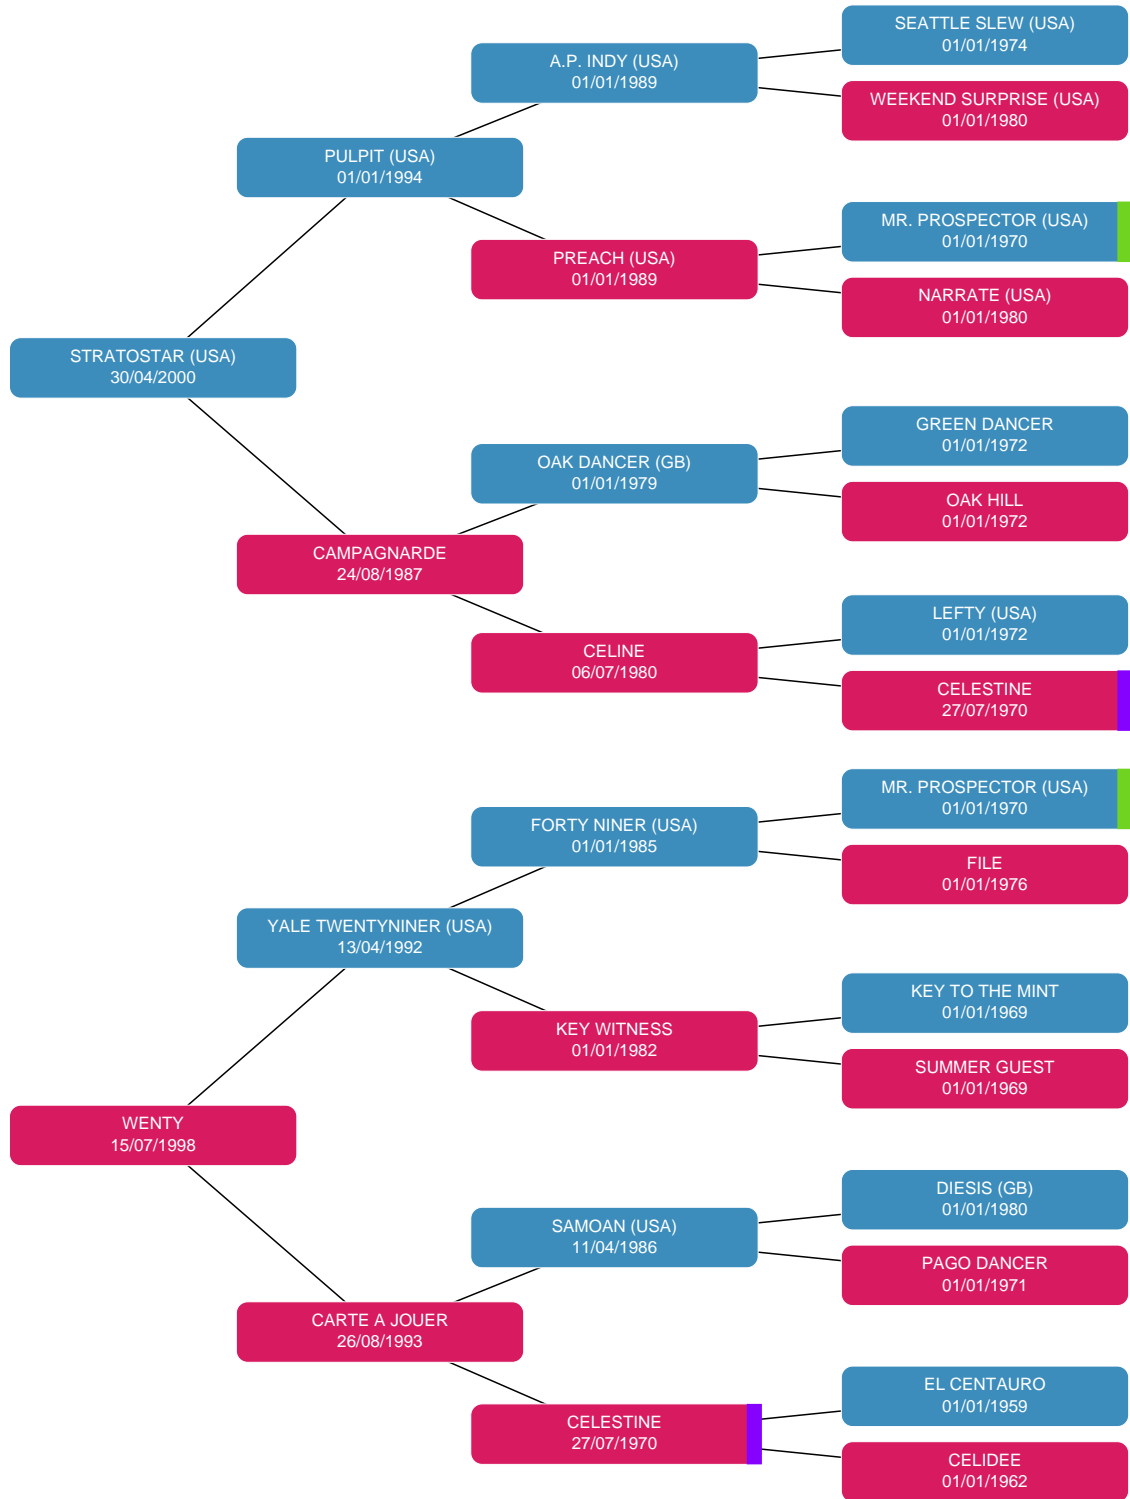 SEATTLE SLEW (USA)
01/01/1974
A.P. INDY (USA)
01/01/1989
WEEKEND SURPRISE (USA)
01/01/1980
PULPIT (USA)
01/01/1994
MR. PROSPECTOR (USA)
01/01/1970
PREACH (USA)
01/01/1989
NARRATE (USA)
01/01/1980
STRATOSTAR (USA)
30/04/2000
GREEN DANCER
01/01/1972
OAK DANCER (GB)
01/01/1979
OAK HILL
01/01/1972
CAMPAGNARDE
24/08/1987
LEFTY (USA)
01/01/1972
CELINE
06/07/1980
CELESTINE
27/07/1970
MR. PROSPECTOR (USA)
01/01/1970
FORTY NINER (USA)
01/01/1985
FILE
01/01/1976
YALE TWENTYNINER (USA)
13/04/1992
KEY TO THE MINT
01/01/1969
KEY WITNESS
01/01/1982
SUMMER GUEST
01/01/1969
WENTY
15/07/1998
DIESIS (GB)
01/01/1980
SAMOAN (USA)
11/04/1986
PAGO DANCER
01/01/1971
CARTE A JOUER
26/08/1993
EL CENTAURO
01/01/1959
CELESTINE
27/07/1970
CELIDEE
01/01/1962